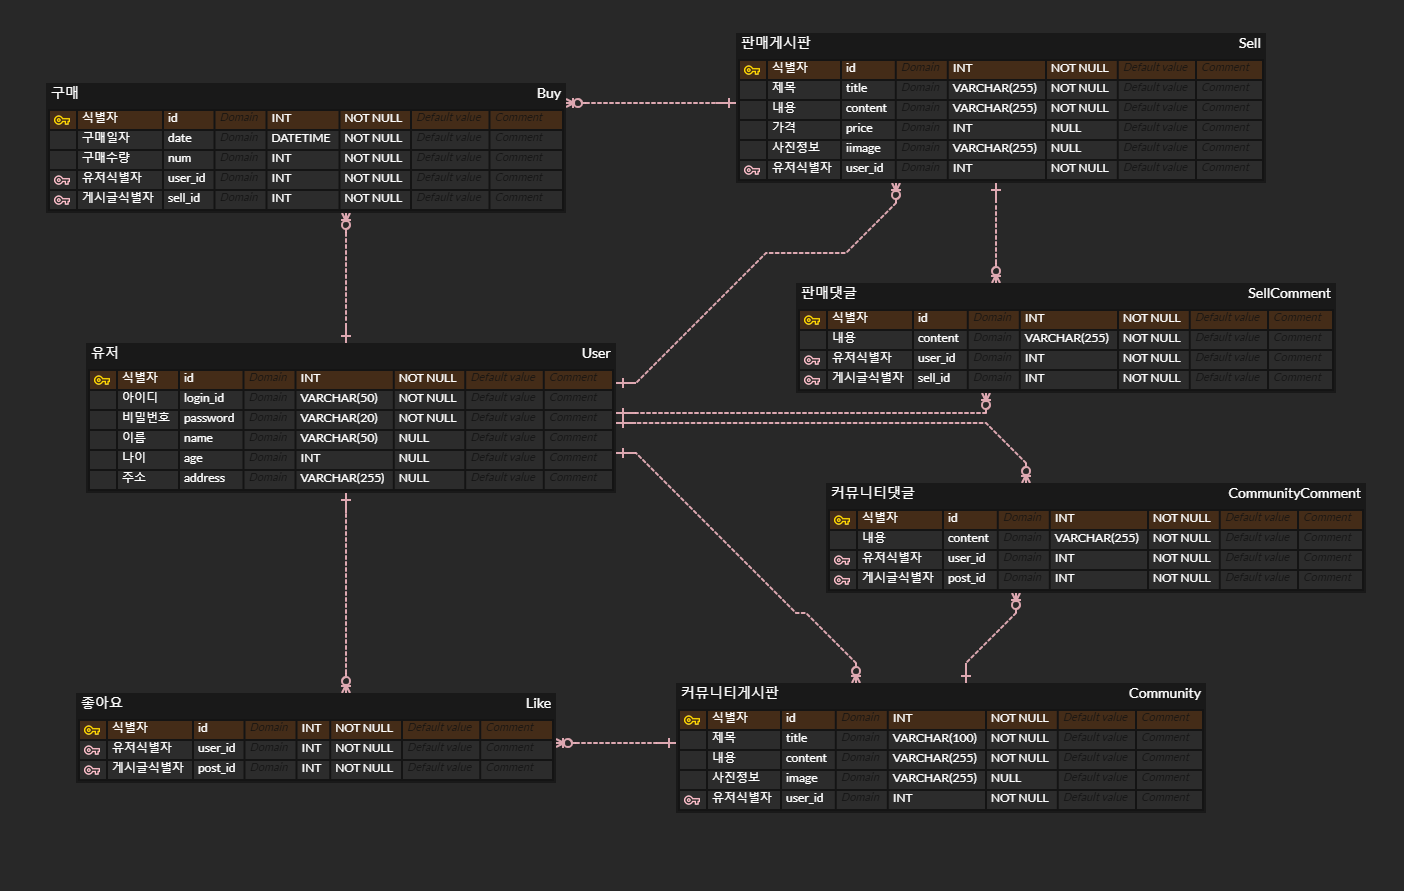 판매게시판 Sell
식별자 id Domain INT NOT NULL Default value Comment
제목 title Domain VARCHAR(255) NOT NULL Default value Comment
내용 content Domain VARCHAR(255) NOT NULL Default value Comment
가격 price Domain INT NULL Default value Comment
사진정보 iimage Domain VARCHAR(255) NULL Default value Comment
유저식별자 user_id Domain INT NOT NULL Default value Comment
구매 Buy
식별자 id Domain INT NOT NULL Default value Comment
구매일자 date Domain DATETIME NOT NULL Default value Comment
구매수량 num Domain INT NOT NULL Default value Comment
유저식별자 user_id Domain INT NOT NULL Default value Comment
게시글식별자 sell_id Domain INT NOT NULL Default value Comment
판매댓글 SellComment
식별자 id Domain INT NOT NULL Default value Comment
내용 content Domain VARCHAR(255) NOT NULL Default value Comment
유저식별자 user_id Domain INT NOT NULL Default value Comment
게시글식별자 sell_id Domain INT NOT NULL Default value Comment
유저 User
식별자 id Domain INT NOT NULL Default value Comment
아이디 login_id Domain VARCHAR(50) NOT NULL Default value Comment
비밀번호 password Domain VARCHAR(20) NOT NULL Default value Comment
이름 name Domain VARCHAR(50) NULL Default value Comment
나이 age Domain INT NULL Default value Comment
주소 address Domain VARCHAR(255) NULL Default value Comment
커뮤니티댓글 CommunityComment
식별자 id Domain INT NOT NULL Default value Comment
내용 content Domain VARCHAR(255) NOT NULL Default value Comment
유저식별자 user_id Domain INT NOT NULL Default value Comment
게시글식별자 post_id Domain INT NOT NULL Default value Comment
좋아요 Like
식별자 id Domain INT NOT NULL Default value Comment
유저식별자 user_id Domain INT NOT NULL Default value Comment
게시글식별자 post_id Domain INT NOT NULL Default value Comment
커뮤니티게시판 Community
식별자 id Domain INT NOT NULL Default value Comment
제목 title Domain VARCHAR(100) NOT NULL Default value Comment
내용 content Domain VARCHAR(255) NOT NULL Default value Comment
사진정보 image Domain VARCHAR(255) NULL Default value Comment
유저식별자 user_id Domain INT NOT NULL Default value Comment